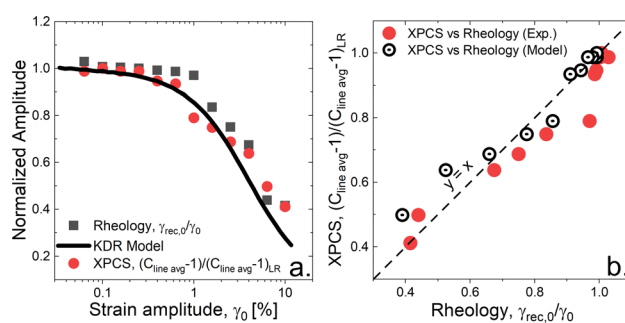 1.2
1.0
0.8
0.6
0.4
0.2
Normalized Amplitude
Rheology, γrec,0/γ0
KDR Model
XPCS, (Cline avg-1)/(Cline avg-1)LR
a.
0.1
1
10
Strain amplitude, γ0 [%]
XPCS vs Rheology (Exp.)
XPCS vs Rheology (Model)
1.0
0.8
0.6
0.4
XPCS, (Cline avg-1)/(Cline avg-1)LR
y = x
b.
0.4
0.6
0.8
1.0
Rheology, γrec,0/γ0